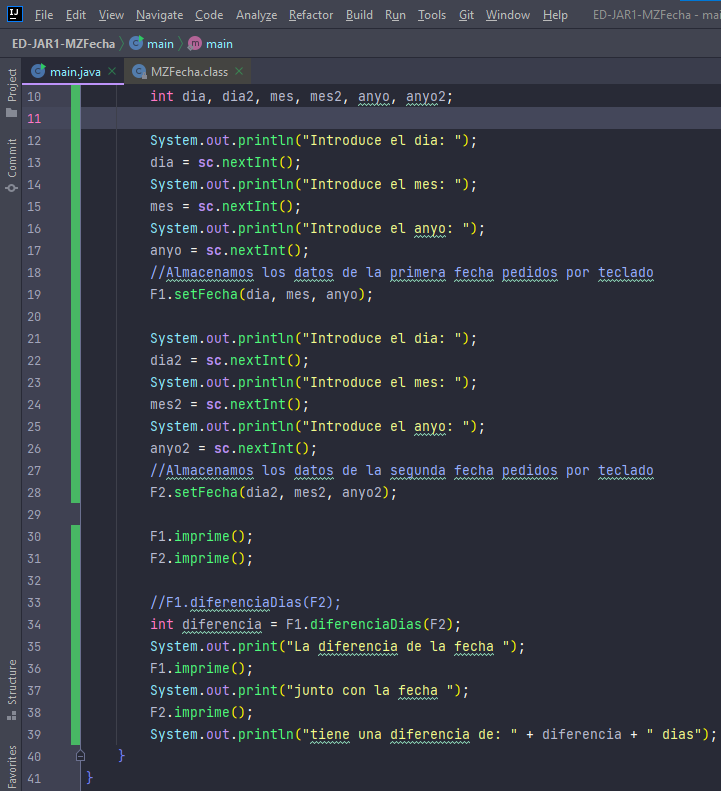 File Edit View Navigate Code Analyze Refactor Build Run Tools Git Window Help ED-JAR1-MZFecha - mai
ED-JAR1-MZFecha main main
main.java MZFecha.class
Project
Commit
Structure
Favorites
10 int dia, dia2, mes, mes2, anyo, anyo2;
11
12 System.out.println("Introduce el dia: ");
13 dia = sc.nextInt();
14 System.out.println("Introduce el mes: ");
15 mes = sc.nextInt();
16 System.out.println("Introduce el anyo: ");
17 anyo = sc.nextInt();
18 //Almacenamos los datos de la primera fecha pedidos por teclado
19 F1.setFecha(dia, mes, anyo);
20
21 System.out.println("Introduce el dia: ");
22 dia2 = sc.nextInt();
23 System.out.println("Introduce el mes: ");
24 mes2 = sc.nextInt();
25 System.out.println("Introduce el anyo: ");
26 anyo2 = sc.nextInt();
27 //Almacenamos los datos de la segunda fecha pedidos por teclado
28 F2.setFecha(dia2, mes2, anyo2);
29
30 F1.imprime();
31 F2.imprime();
32
33 //F1.diferenciaDias(F2);
34 int diferencia = F1.diferenciaDias(F2);
35 System.out.print("La diferencia de la fecha ");
36 F1.imprime();
37 System.out.print("junto con la fecha ");
38 F2.imprime();
39 System.out.println("tiene una diferencia de: " + diferencia + " dias");
40 }
41 }